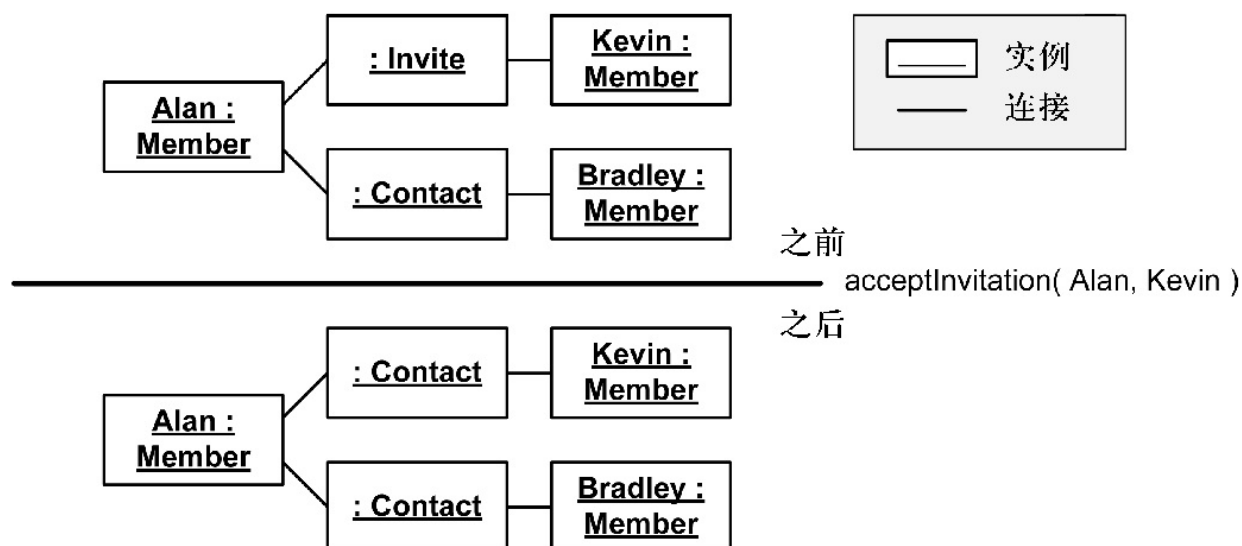 : Invite
Kevin :
Member
Alan :
Member
: Contact
Bradley :
Member
实例
连接
之前
acceptInvitation( Alan, Kevin )
之后
: Contact
Kevin :
Member
Alan :
Member
: Contact
Bradley :
Member